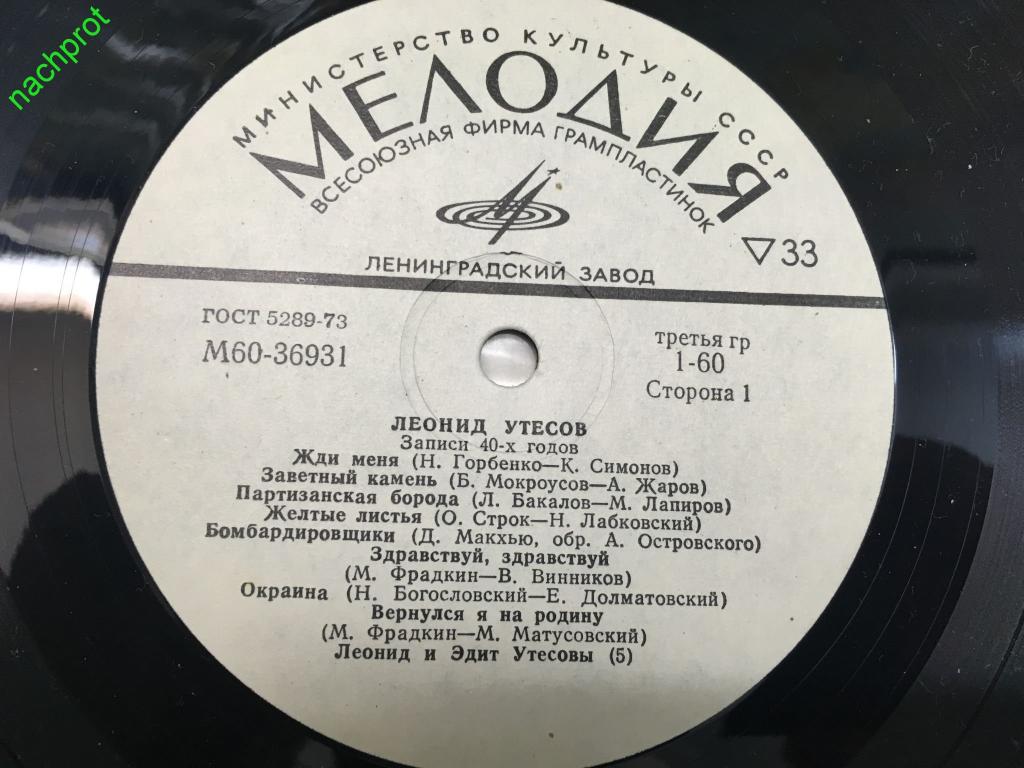 nachprot
МИНИСТЕРСТВО КУЛЬТУРЫ СССР
МЕЛОДИЯ
ВСЕСОЮЗНАЯ ФИРМА ГРАМПЛАСТИНОК
33
ЛЕНИНГРАДСКИЙ ЗАВОД
ГОСТ 5289-73
М60-36931
третья гр
1-60
Сторона 1
ЛЕОНИД УТЕСОВ
Записи 40-х годов
Жди меня (Н. Горбенко—К. Симонов)
Заветный камень (Б. Мокроусов—А. Жаров)
Партизанская борода (Л. Бакалов—М. Лапиров)
Желтые листья (О. Строк—Н. Лабковский)
Бомбардировщики (Д. Макхью, обр. А. Островского)
Здравствуй, здравствуй
(М. Фрадкин—В. Винников)
Окраина (Н. Богословский—Е. Долматовский)
Вернулся я на родину
(М. Фрадкин—М. Матусовский)
Леонид и Эдит Утесовы (5)